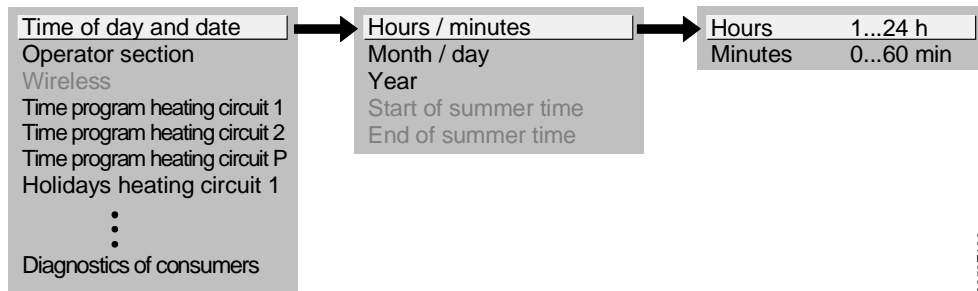 Time of day and date
Operator section
Wireless
Time program heating circuit 1
Time program heating circuit 2
Time program heating circuit P
Holidays heating circuit 1
Diagnostics of consumers
Hours / minutes
Month / day
Year
Start of summer time
End of summer time
Hours 1...24 h
Minutes 0...60 min